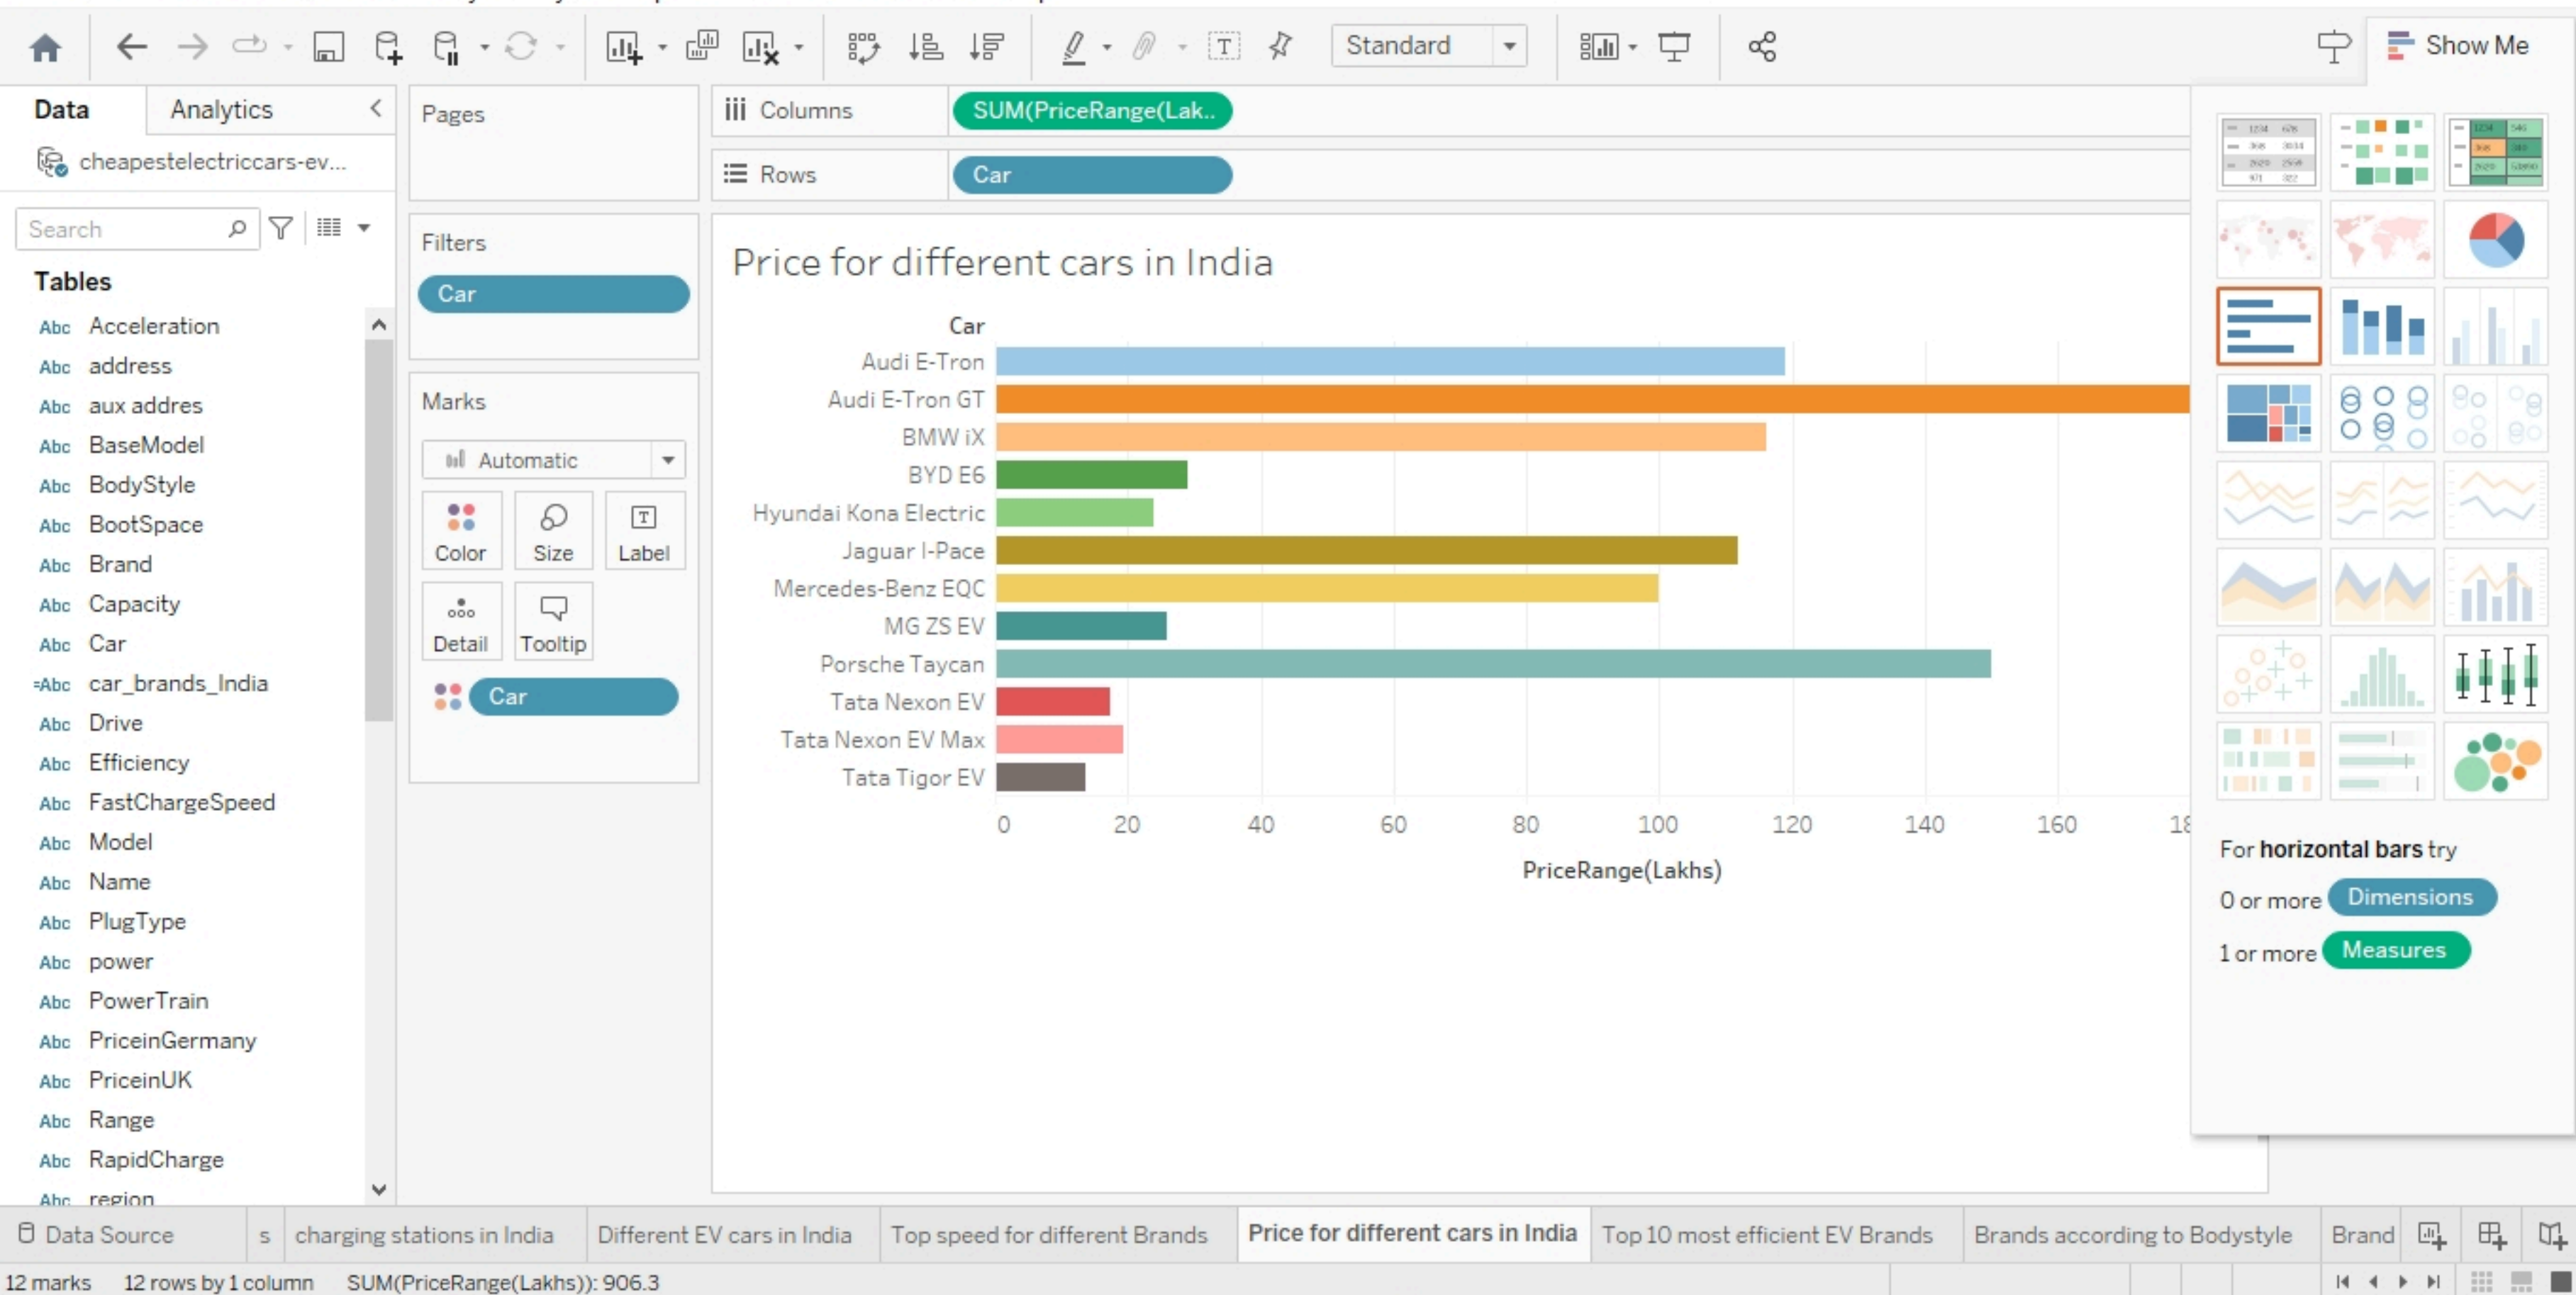 Standard
Show Me
Data
Analytics
Pages
Columns
SUM(PriceRange(Lak..
cheapestelectriccars-ev...
Rows
Car
Search
Filters
Car
Price for different cars in India
Tables
Abc Acceleration
Abc address
Abc aux addres
Abc BaseModel
Abc BodyStyle
Abc BootSpace
Abc Brand
Abc Capacity
Abc Car
=Abc car_brands_India
Abc Drive
Abc Efficiency
Abc FastChargeSpeed
Abc Model
Abc Name
Abc PlugType
Abc power
Abc PowerTrain
Abc PriceinGermany
Abc PriceinUK
Abc Range
Abc RapidCharge
Abc region
Marks
Automatic
Color
Size
Label
Detail
Tooltip
Car
Car
Audi E-Tron
Audi E-Tron GT
BMW iX
BYD E6
Hyundai Kona Electric
Jaguar I-Pace
Mercedes-Benz EQC
MG ZS EV
Porsche Taycan
Tata Nexon EV
Tata Nexon EV Max
Tata Tigor EV
0 20 40 60 80 100 120 140 160 18
PriceRange(Lakhs)
For horizontal bars try
0 or more Dimensions
1 or more Measures
Data Source
s
charging stations in India
Different EV cars in India
Top speed for different Brands
Price for different cars in India
Top 10 most efficient EV Brands
Brands according to Bodystyle
Brand
12 marks
12 rows by 1 column
SUM(PriceRange(Lakhs)): 906.3